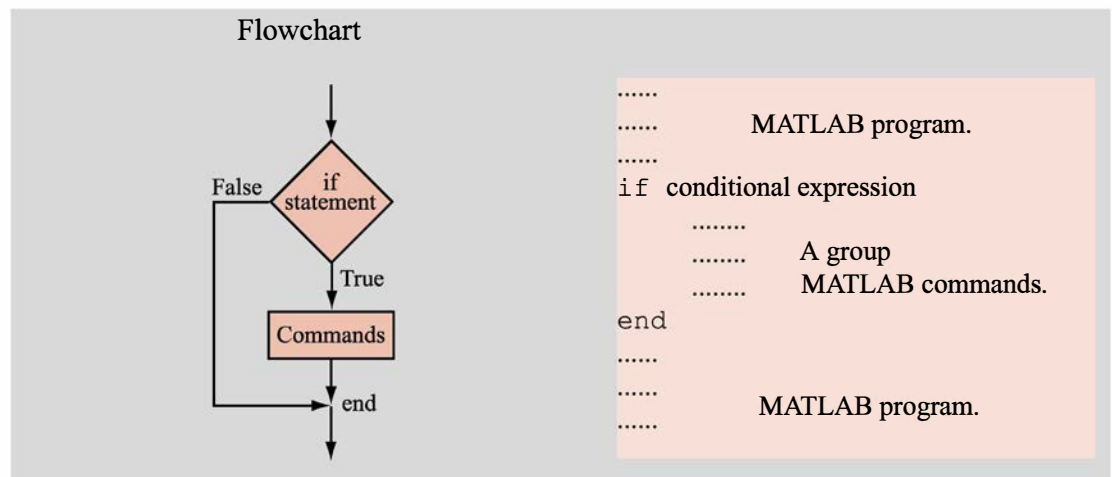 Flowchart
if
statement
False
True
Commands
end
......
......
......
MATLAB program.
if conditional expression
........
........
........
A group
MATLAB commands.
end
......
......
......
MATLAB program.